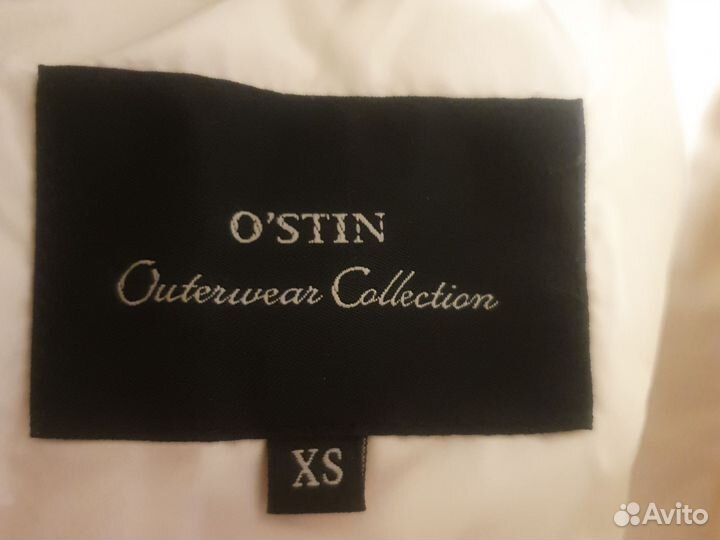 O'STIN
Outerwear Collection
XS
Avito